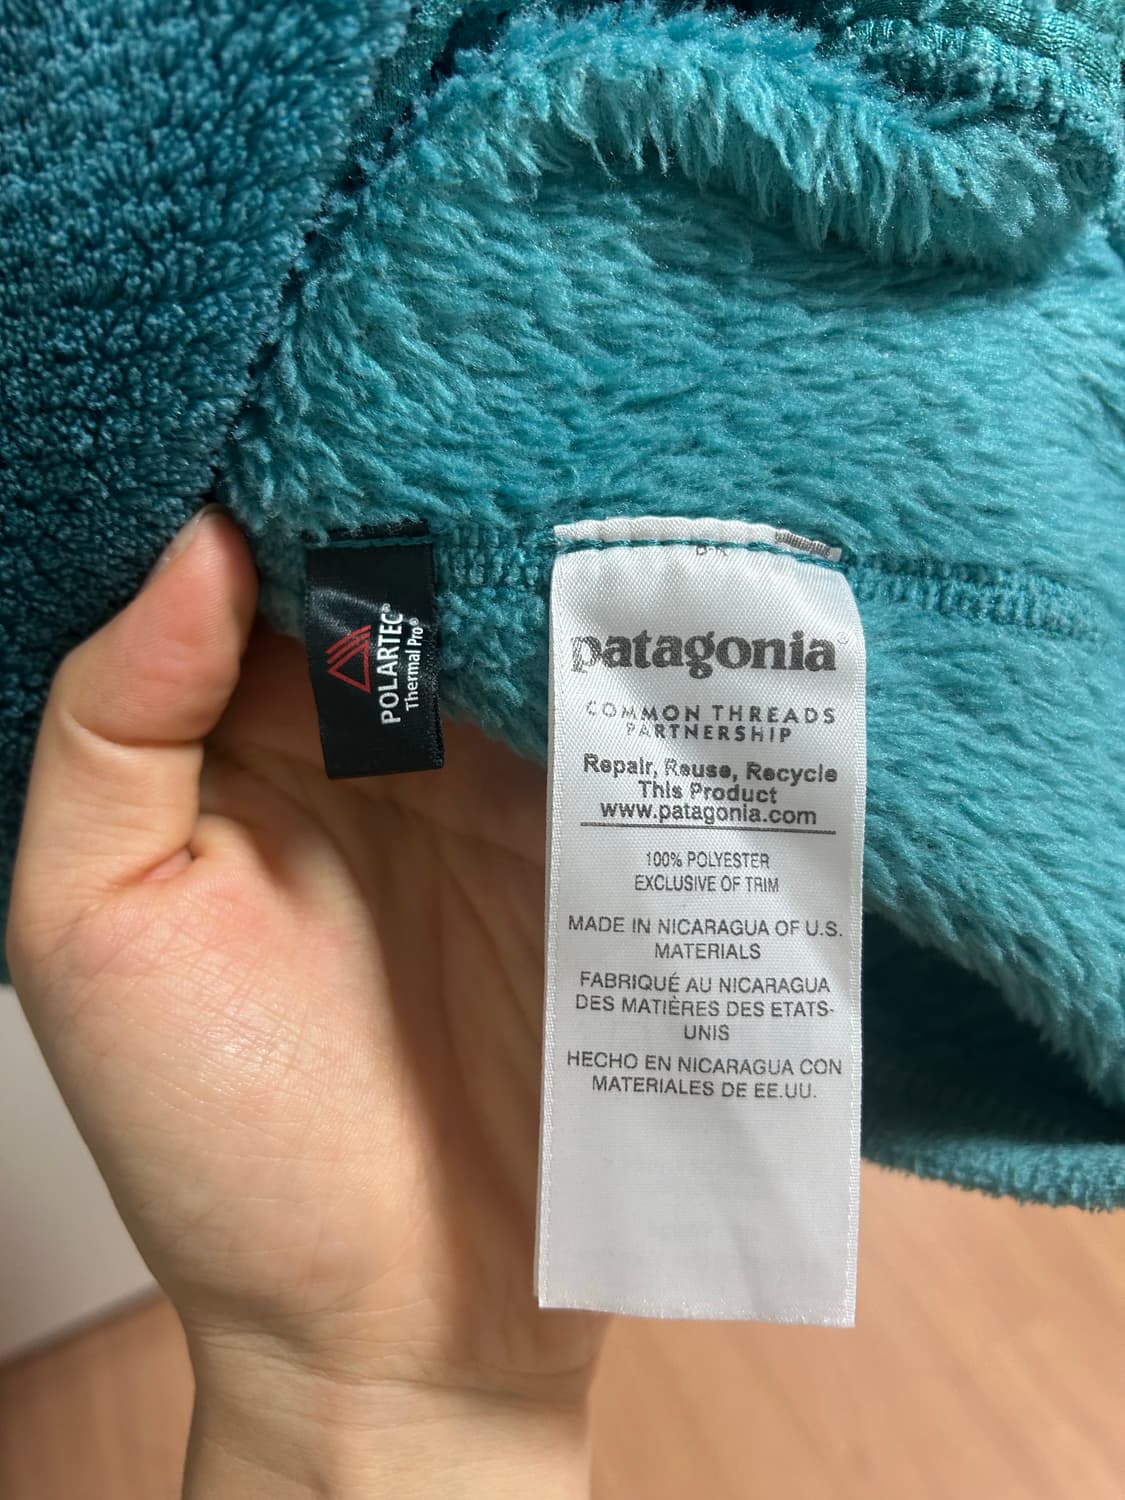 POLARTEC®
Thermal Pro®
patagonia
COMMON THREADS
PARTNERSHIP
Repair, Reuse, Recycle
This Product
www.patagonia.com
100% POLYESTER
EXCLUSIVE OF TRIM
MADE IN NICARAGUA OF U.S.
MATERIALS
FABRIQUÉ AU NICARAGUA
DES MATIÈRES DES ETATS-
UNIS
HECHO EN NICARAGUA CON
MATERIALES DE EE.UU.